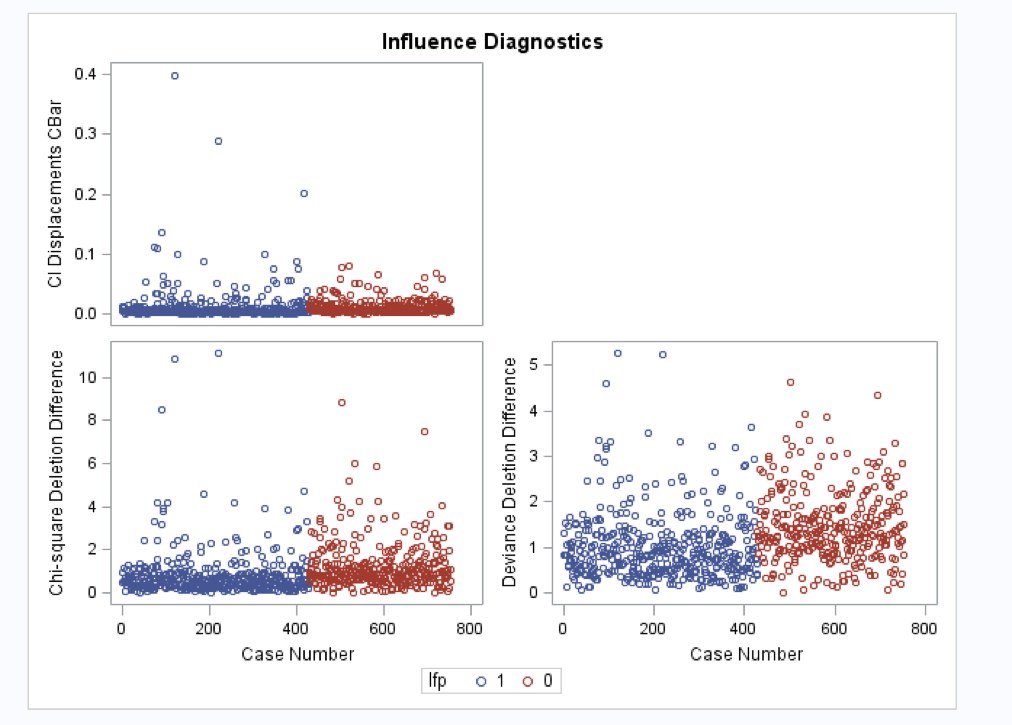 Influence Diagnostics
CI Displacements CBar
0.4
0.3
0.2
0.1
0.0
Chi-square Deletion Difference
10
8
6
4
2
0
0 200 400 600 800
Case Number
Deviance Deletion Difference
5
4
3
2
1
0
0 200 400 600 800
Case Number
lfp 1 0